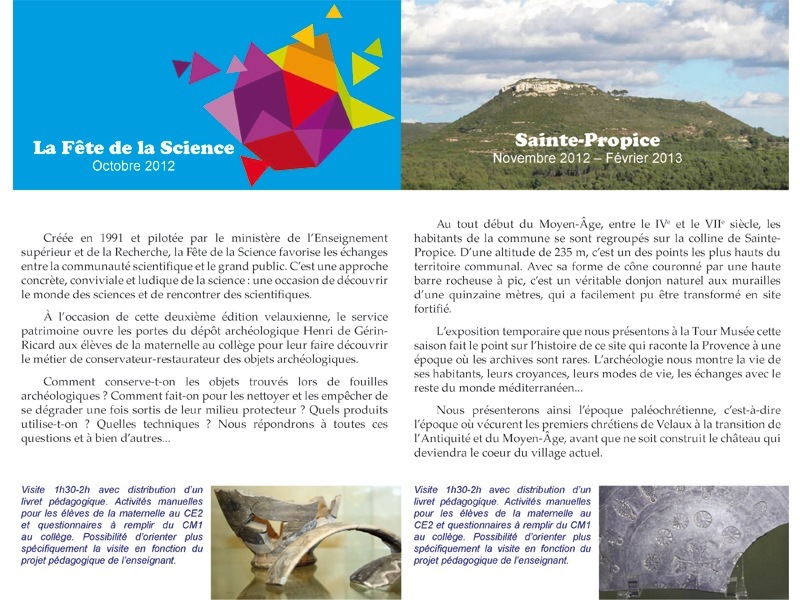 La Fête de la Science
Octobre 2012
Créée en 1991 et pilotée par le ministère de l'Enseignement
supérieur et de la Recherche, la Fête de la Science favorise les échanges
entre la communauté scientifique et le grand public. C'est une approche
concrète, conviviale et ludique de la science : une occasion de découvrir
le monde des sciences et de rencontrer des scientifiques.
À l'occasion de cette deuxième édition velauxienne, le service
patrimoine ouvre les portes du dépôt archéologique Henri de Gérin-
Ricard aux élèves de la maternelle au collège pour leur faire découvrir
le métier de conservateur-restaurateur des objets archéologiques.
Comment conserve-t-on les objets trouvés lors de fouilles
archéologiques ? Comment fait-on pour les nettoyer et les empêcher de
se dégrader une fois sortis de leur milieu protecteur ? Quels produits
utilise-t-on ? Quelles techniques ? Nous répondrons à toutes ces
questions et à bien d'autres...
Visite 1h30-2h avec distribution d'un
livret pédagogique. Activités manuelles
pour les élèves de la maternelle au CE2
et questionnaires à remplir du CM1
au collège. Possibilité d'orienter plus
spécifiquement la visite en fonction du
projet pédagogique de l'enseignant.
Sainte-Propice
Novembre 2012 – Février 2013
Au tout début du Moyen-Âge, entre le IVe et le VIIe siècle, les
habitants de la commune se sont regroupés sur la colline de Sainte-
Propice. D'une altitude de 235 m, c'est un des points les plus hauts du
territoire communal. Avec sa forme de cône couronné par une haute
barre rocheuse à pic, c'est un véritable donjon naturel aux murailles
d'une quinzaine mètres, qui a facilement pu être transformé en site
fortifié.
L'exposition temporaire que nous présentons à la Tour Musée cette
saison fait le point sur l'histoire de ce site qui raconte la Provence à une
époque où les archives sont rares. L'archéologie nous montre la vie de
ses habitants, leurs croyances, leurs modes de vie, les échanges avec le
reste du monde méditerranéen...
Nous présenterons ainsi l'époque paléochrétienne, c'est-à-dire
l'époque où vécurent les premiers chrétiens de Velaux à la transition de
l'Antiquité et du Moyen-Âge, avant que ne soit construit le château qui
deviendra le coeur du village actuel.
Visite 1h30-2h avec distribution d'un
livret pédagogique. Activités manuelles
pour les élèves de la maternelle au
CE2 et questionnaires à remplir du CM1
au collège. Possibilité d'orienter plus
spécifiquement la visite en fonction du
projet pédagogique de l'enseignant.